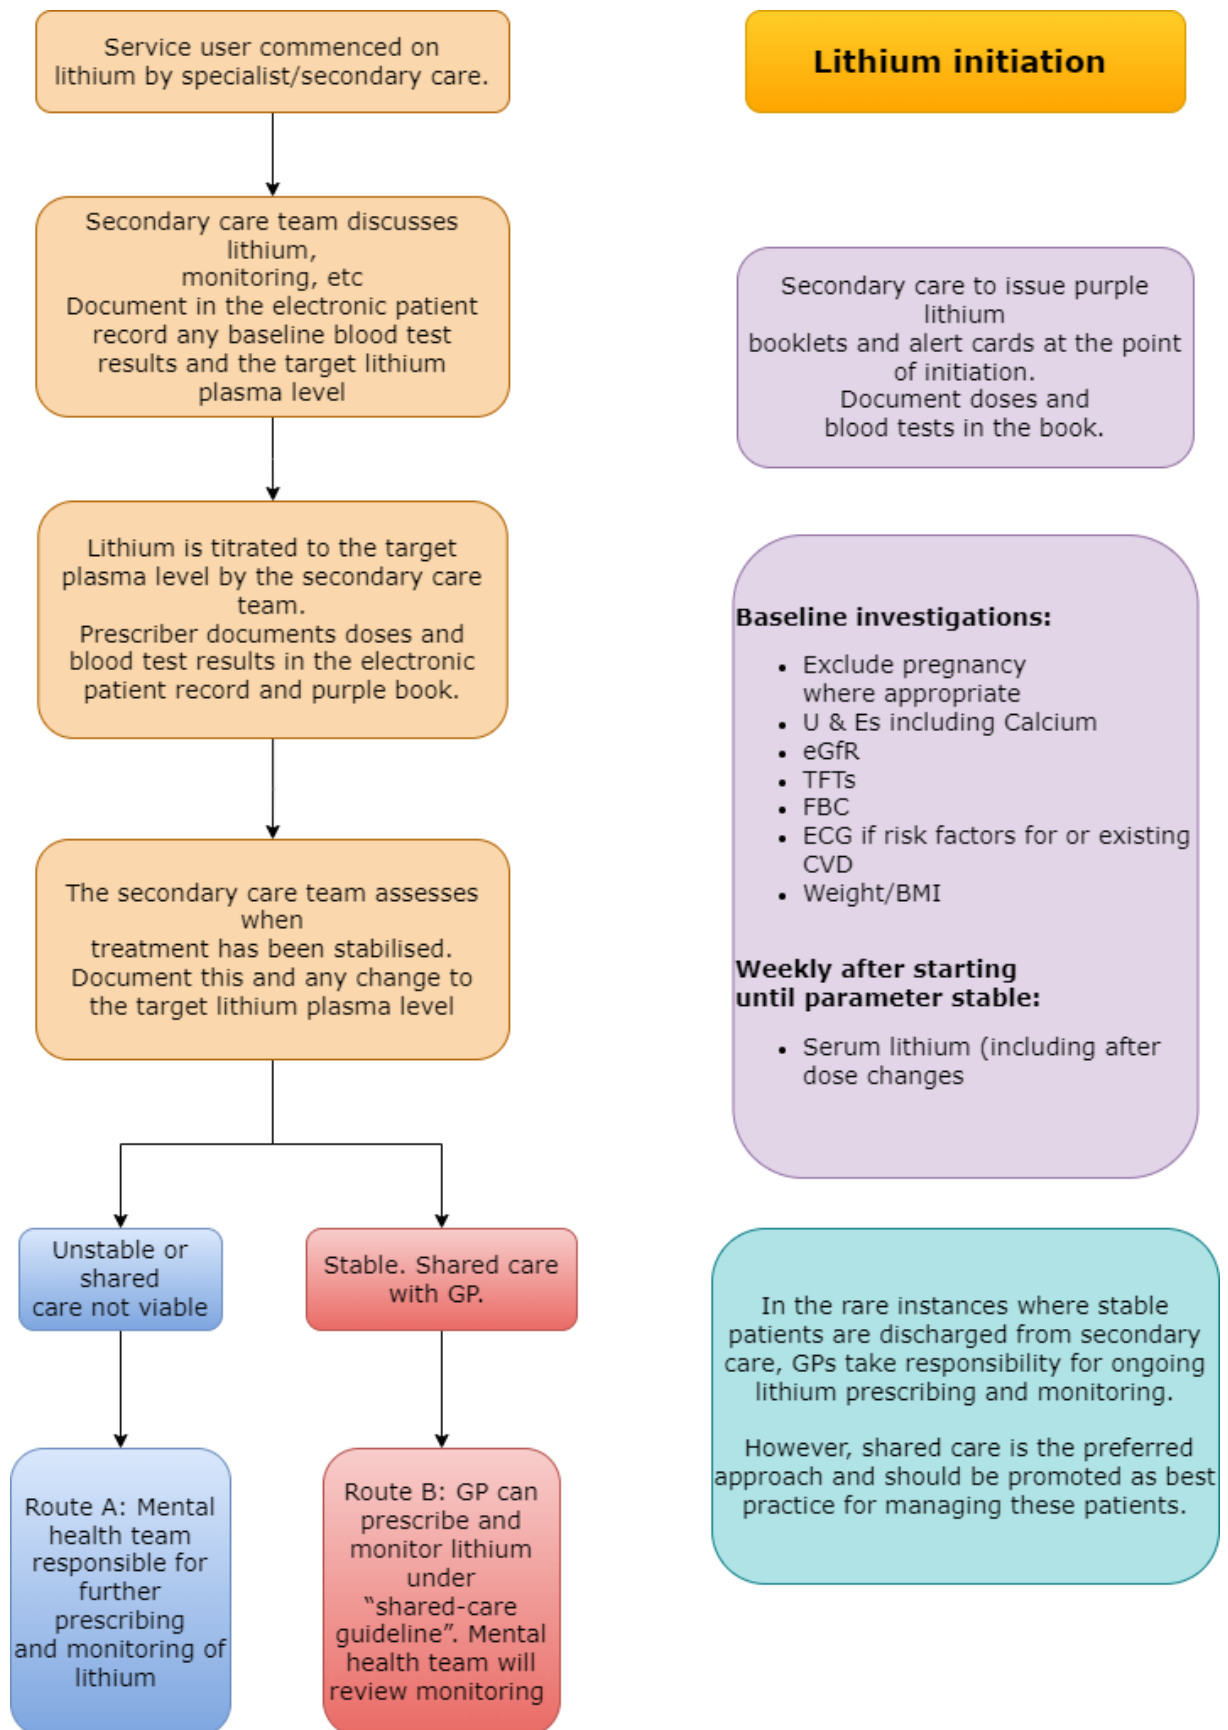 Service user commenced on
lithium by specialist/secondary care.
Lithium initiation
Secondary care team discusses
lithium,
monitoring, etc
Document in the electronic patient
record any baseline blood test
results and the target lithium
plasma level
Secondary care to issue purple
lithium
booklets and alert cards at the point
of initiation.
Document doses and
blood tests in the book.
Lithium is titrated to the target
plasma level by the secondary care
team.
Prescriber documents doses and
blood test results in the electronic
patient record and purple book.
Baseline investigations:
• Exclude pregnancy
where appropriate
• U & Es including Calcium
• eGfR
• TFTs
• FBC
• ECG if risk factors for or existing
CVD
• Weight/BMI
Weekly after starting
until parameter stable:
• Serum lithium (including after
dose changes
The secondary care team assesses
when
treatment has been stabilised.
Document this and any change to
the target lithium plasma level
Unstable or
shared
care not viable
Stable. Shared care
with GP.
In the rare instances where stable
patients are discharged from secondary
care, GPs take responsibility for ongoing
lithium prescribing and monitoring.
However, shared care is the preferred
approach and should be promoted as best
practice for managing these patients.
Route A: Mental
health team
responsible for
further
prescribing
and monitoring of
lithium
Route B: GP can
prescribe and
monitor lithium
under
“shared-care
guideline”. Mental
health team will
review monitoring